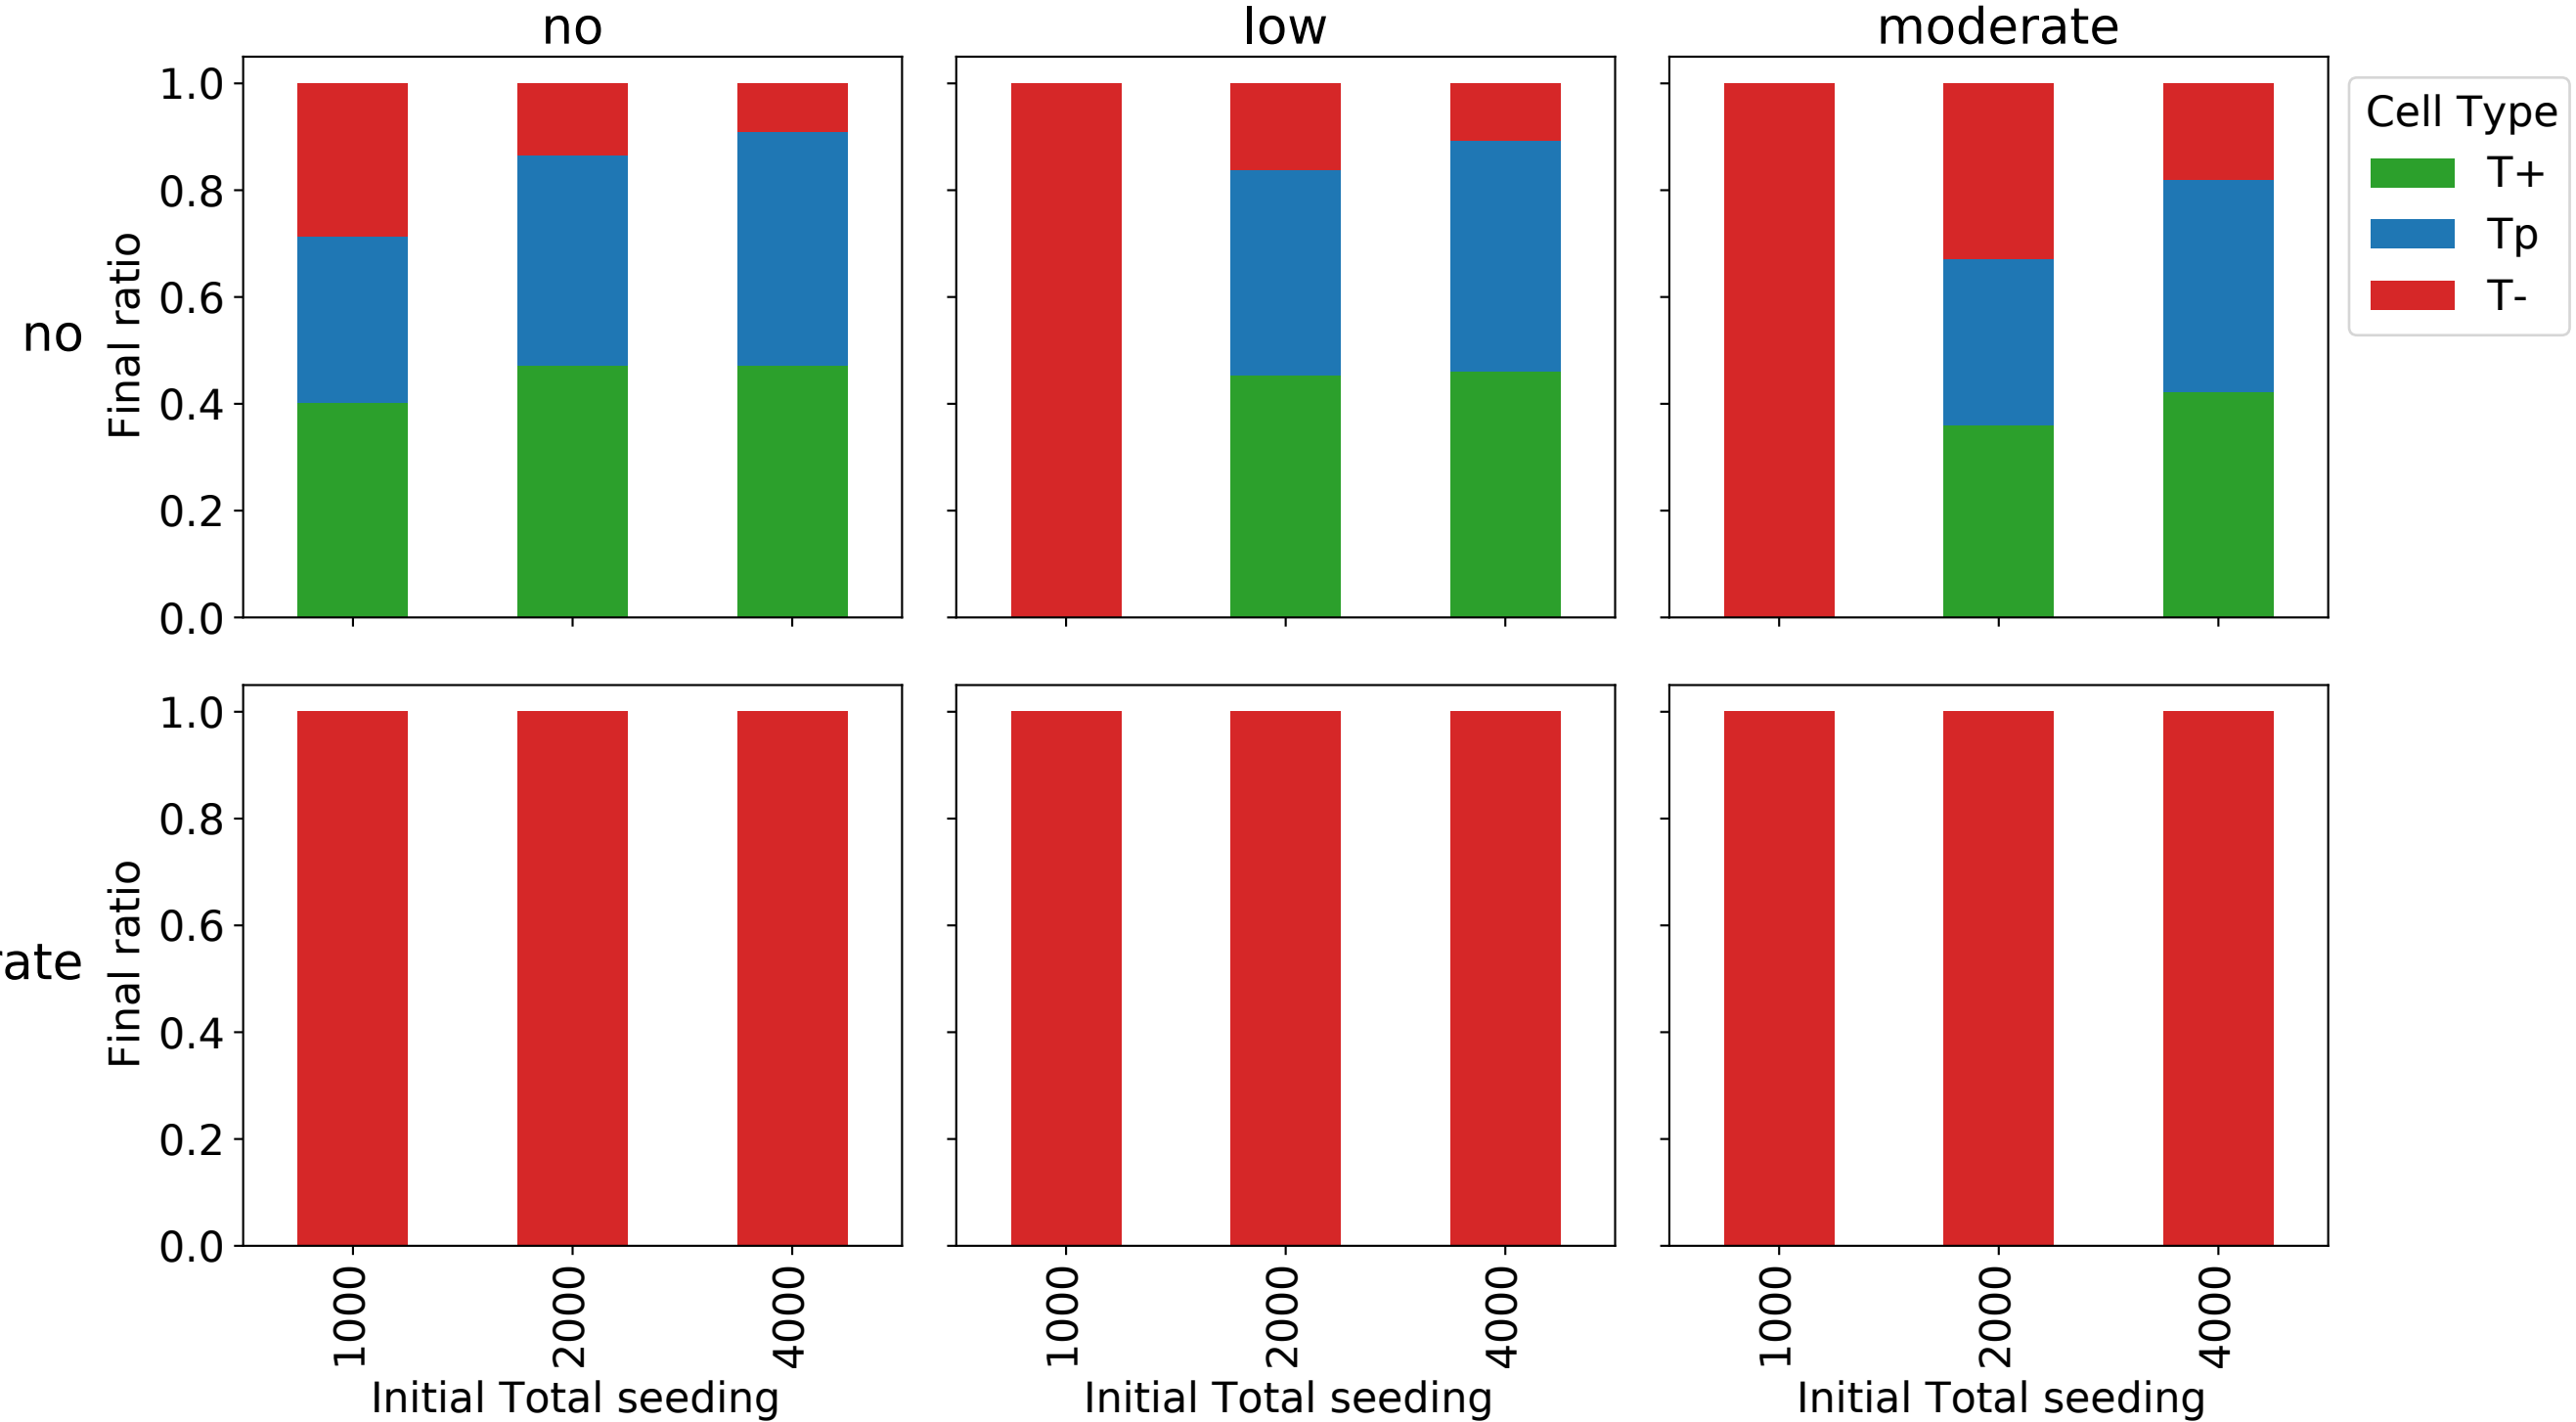 no
low
moderate
no
Final ratio
1.0
0.8
0.6
0.4
0.2
0.0
Cell Type
T+
Tp
T-
rate
Final ratio
1.0
0.8
0.6
0.4
0.2
0.0
1000
2000
4000
1000
2000
4000
1000
2000
4000
Initial Total seeding
Initial Total seeding
Initial Total seeding